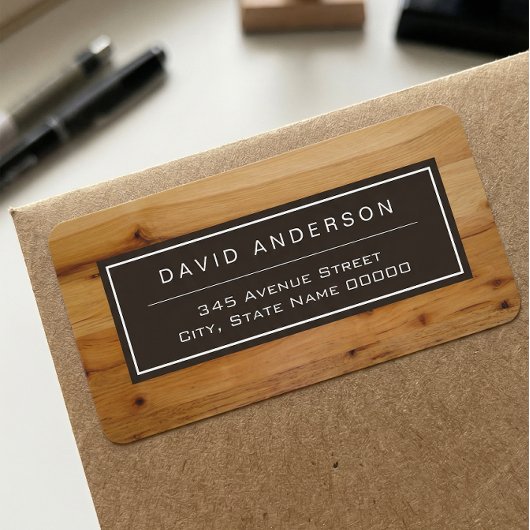 DAVID ANDERSON
345 Avenue Street
City, State Name 00000